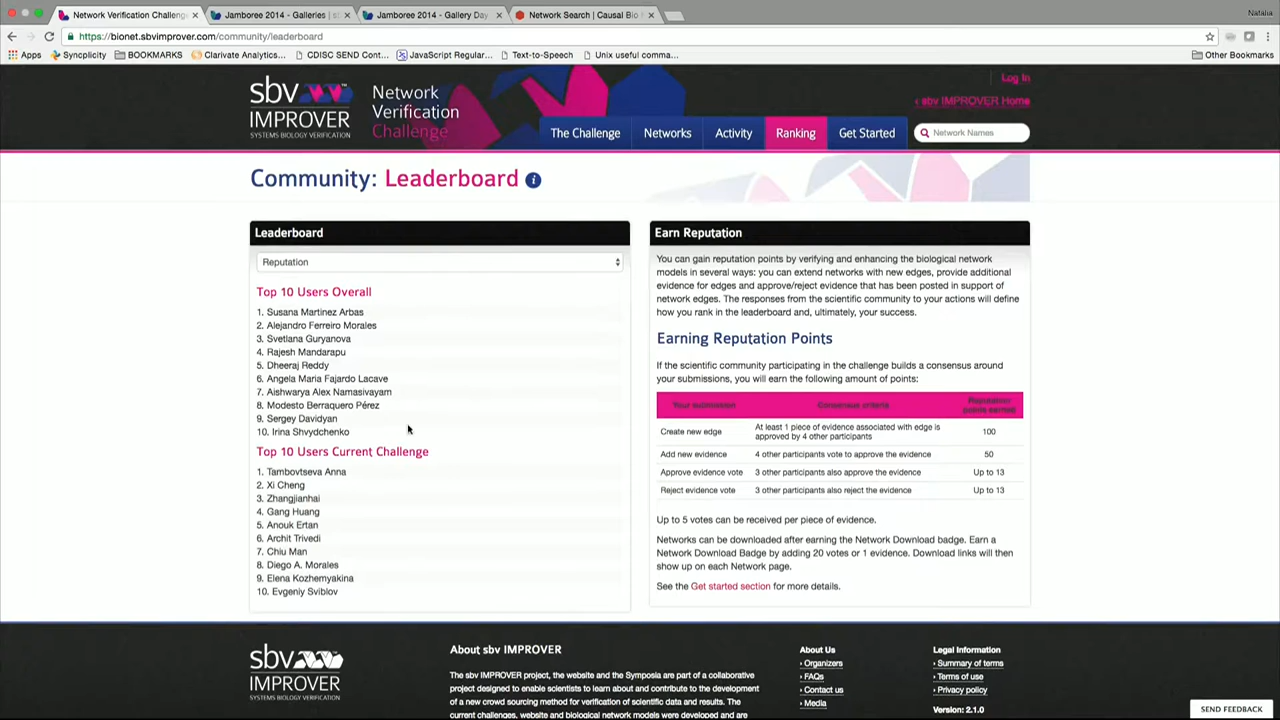 Network Verification Challeng
Jamboree 2014 - Galleries | s
Jamboree 2014 - Gallery Day
Network Search | Causal Bio
Natalia
https://bionet.sbvimprover.com/community/leaderboard
Apps
Syncplicity
BOOKMARKS
Clarivate Analytics...
CDISC SEND Cont...
JavaScript Regular...
Text-to-Speech
Unix useful comma...
Other Bookmarks
sbv
IMPROVER
SYSTEMS BIOLOGY VERIFICATION
Network
Verification
Challenge
Log In
‹ sbv IMPROVER Home
The Challenge
Networks
Activity
Ranking
Get Started
Network Names
Community: Leaderboard
Leaderboard
Reputation
Top 10 Users Overall
1. Susana Martinez Arbas
2. Alejandro Ferreiro Morales
3. Svetlana Guryanova
4. Rajesh Mandarapu
5. Dheeraj Reddy
6. Angela Maria Fajardo Lacave
7. Aishwarya Alex Namasivayam
8. Modesto Berraquero Pérez
9. Sergey Davidyan
10. Irina Shvydchenko
Top 10 Users Current Challenge
1. Tambovtseva Anna
2. Xi Cheng
3. Zhangjianhai
4. Gang Huang
5. Anouk Ertan
6. Archit Trivedi
7. Chiu Man
8. Diego A. Morales
9. Elena Kozhemyakina
10. Evgeniy Sviblov
Earn Reputation
You can gain reputation points by verifying and enhancing the biological network
models in several ways: you can extend networks with new edges, provide additional
evidence for edges and approve/reject evidence that has been posted in support of
network edges. The responses from the scientific community to your actions will define
how you rank in the leaderboard and, ultimately, your success.
Earning Reputation Points
If the scientific community participating in the challenge builds a consensus around
your submissions, you will earn the following amount of points:
Your submission
Consensus criteria
Reputation
points earned
Create new edge
At least 1 piece of evidence associated with edge is
approved by 4 other participants
100
Add new evidence
4 other participants vote to approve the evidence
50
Approve evidence vote
3 other participants also approve the evidence
Up to 13
Reject evidence vote
3 other participants also reject the evidence
Up to 13
Up to 5 votes can be received per piece of evidence.
Networks can be downloaded after earning the Network Download badge. Earn a
Network Download Badge by adding 20 votes or 1 evidence. Download links will then
show up on each Network page.
See the Get started section for more details.
sbv
IMPROVER
SYSTEMS BIOLOGY VERIFICATION
About sbv IMPROVER
The sbv IMPROVER project, the website and the Symposia are part of a collaborative
project designed to enable scientists to learn about and contribute to the development
of a new crowd sourcing method for verification of scientific data and results. The
current challenges, website and biological network models were developed and are
About Us
› Organizers
› FAQs
› Contact us
› Media
Legal Information
› Summary of terms
› Terms of use
› Privacy policy
Version: 2.1.0
SEND FEEDBACK